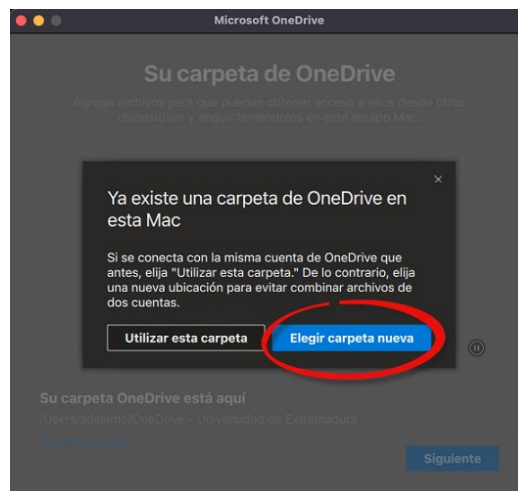 Microsoft OneDrive
Su carpeta de OneDrive
Agrega archivos para que puedas obtener acceso a ellos desde otros
dispositivos y seguir teniéndolos en este equipo Mac.
Ya existe una carpeta de OneDrive en
esta Mac
Si se conecta con la misma cuenta de OneDrive que
antes, elija "Utilizar esta carpeta." De lo contrario, elija
una nueva ubicación para evitar combinar archivos de
dos cuentas.
Utilizar esta carpeta
Elegir carpeta nueva
Su carpeta OneDrive está aquí
/Users/adelamo/OneDrive - Universidad de Extremadura
Siguiente